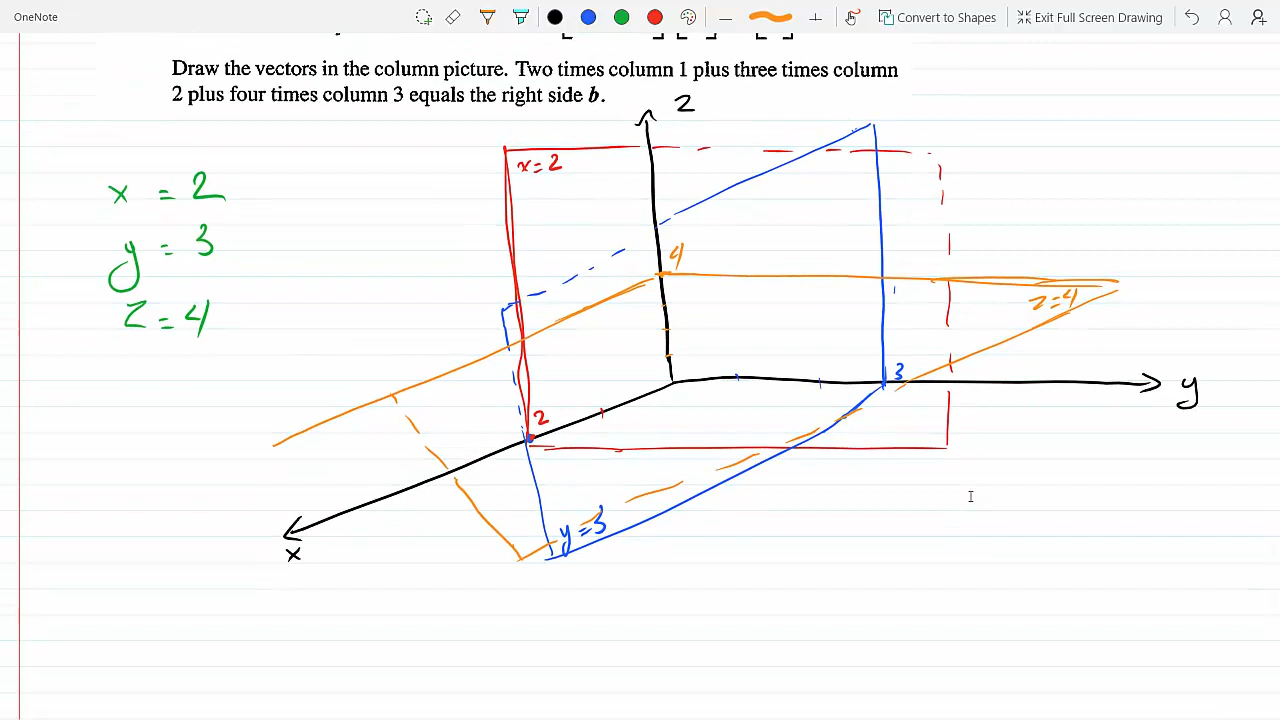 OneNote
Convert to Shapes
Exit Full Screen Drawing
Draw the vectors in the column picture. Two times column 1 plus three times column
2 plus four times column 3 equals the right side b.
z
x = 2
x = 2
y = 3
z = 4
4
z = 4
3
y
2
y = 3
x